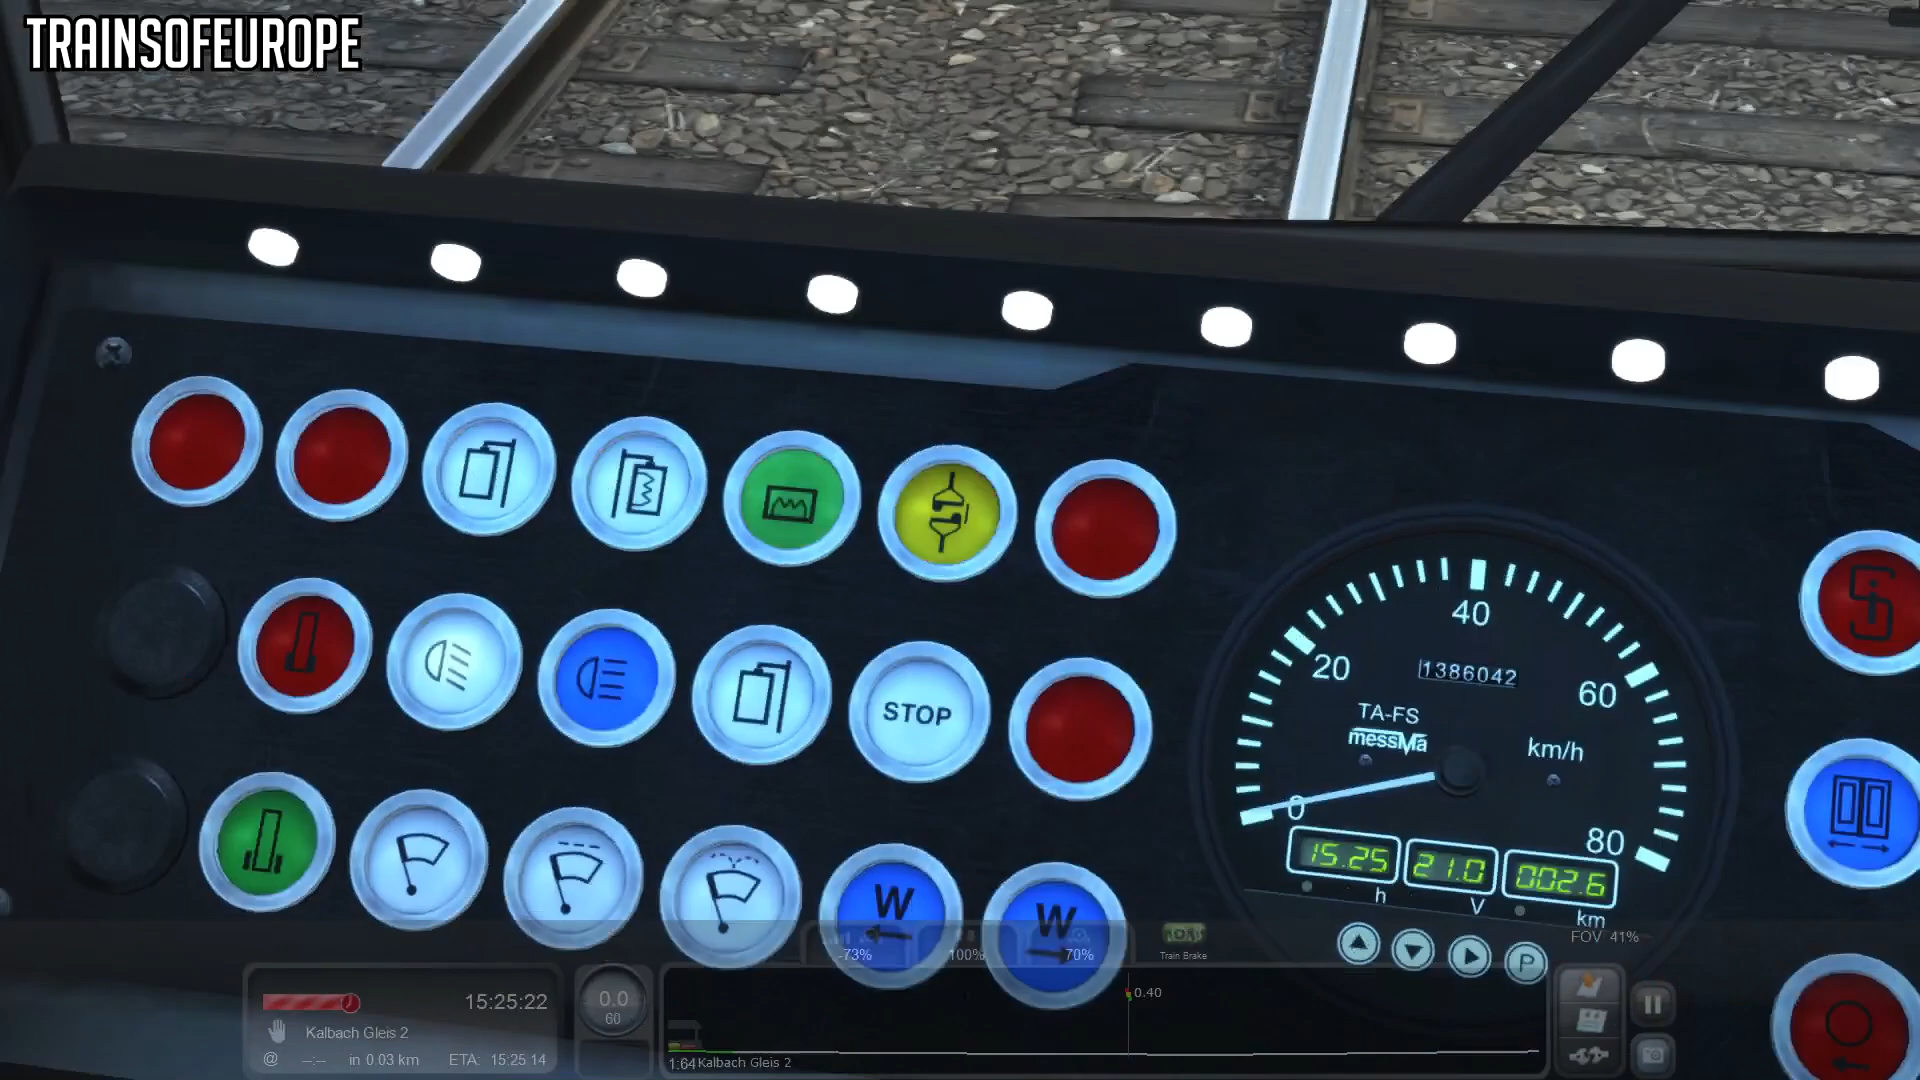 TRAINSOFEUROPE
STOP
W
W
0
20
40
60
80
1386042
TA-FS
messMa
km/h
15.25
21.0
002.6
h
V
km
P
FOV 41%
-73%
100%
70%
Train Brake
15:25:22
Kalbach Gleis 2
@ --:-- in 0.03 km ETA: 15:25:14
0.0
60
0.40
1:64 Kalbach Gleis 2